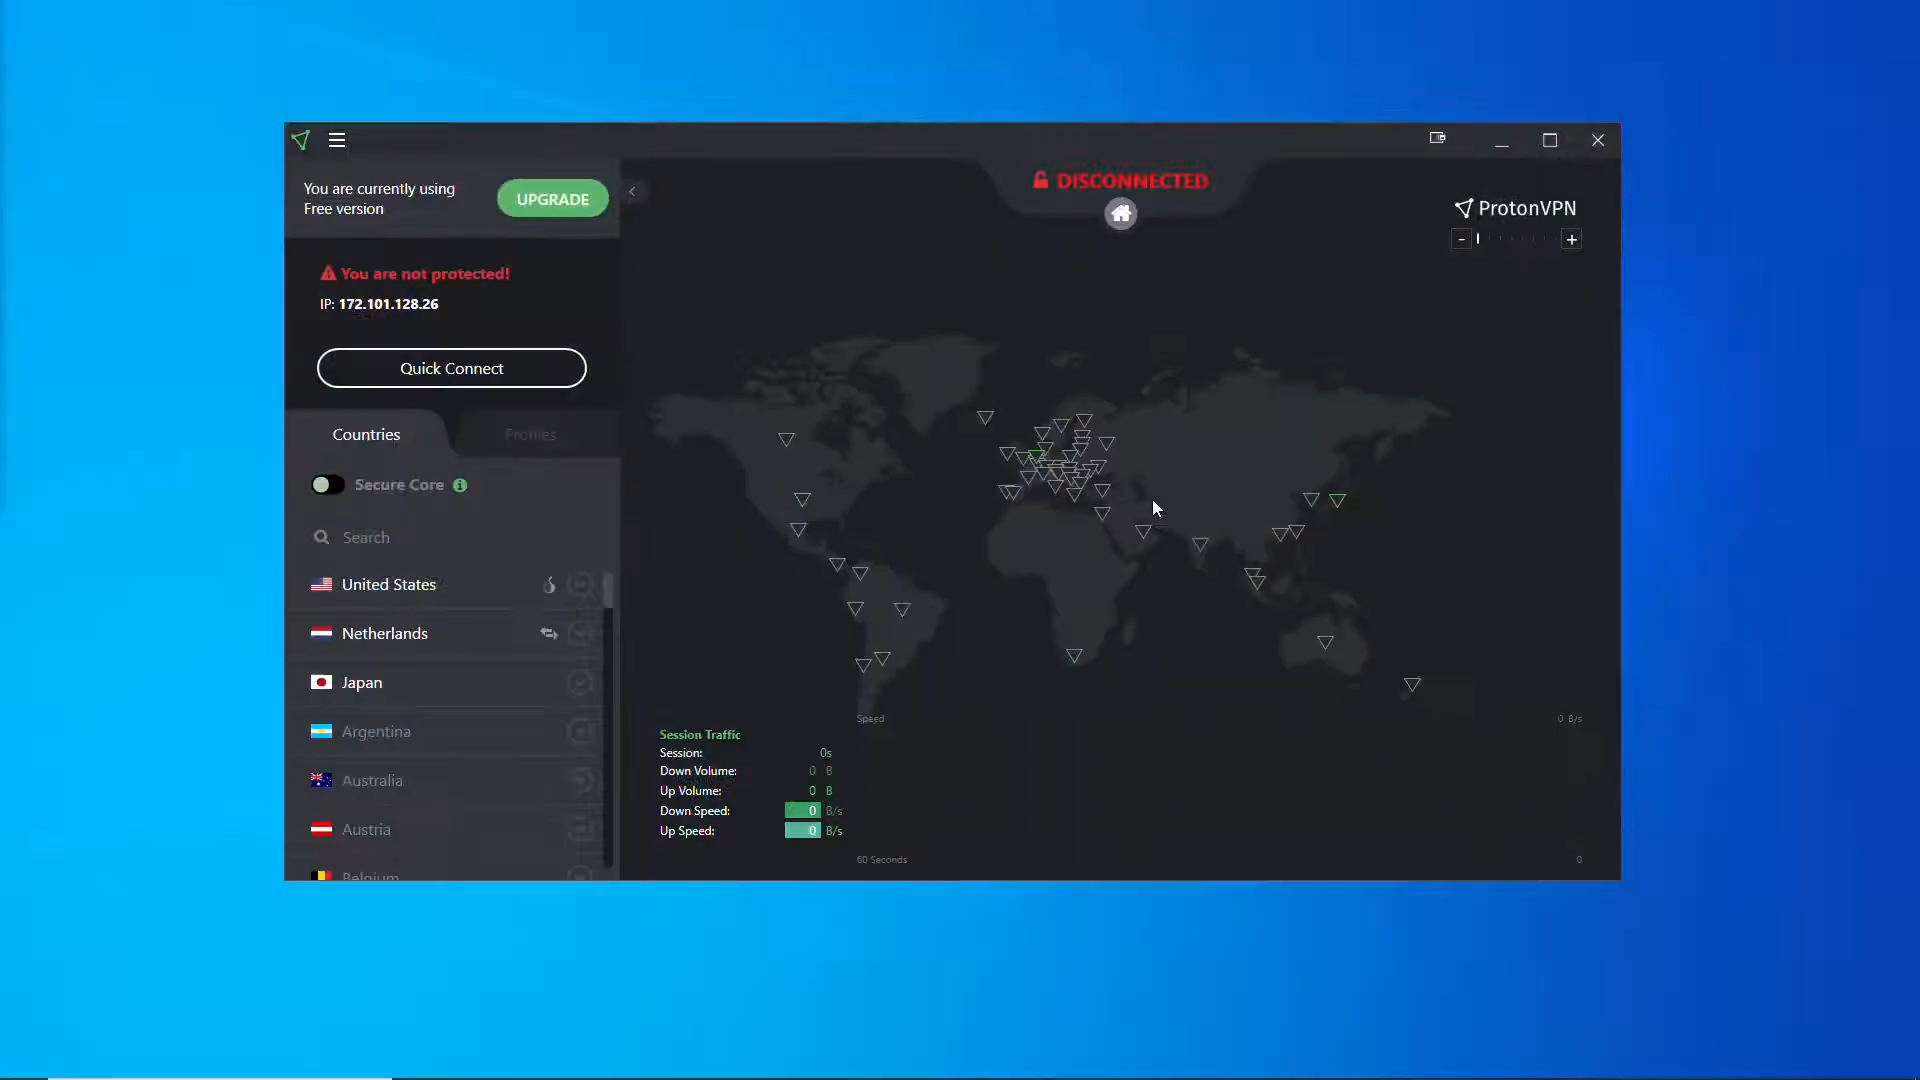 You are currently using
Free version
UPGRADE
DISCONNECTED
ProtonVPN
- +
You are not protected!
IP: 172.101.128.26
Quick Connect
Countries
Profiles
Secure Core
Search
United States
Netherlands
Japan
Argentina
Australia
Austria
Belgium
Speed
0 B/s
Session Traffic
Session: 0s
Down Volume: 0 B
Up Volume: 0 B
Down Speed: 0 B/s
Up Speed: 0 B/s
60 Seconds
0